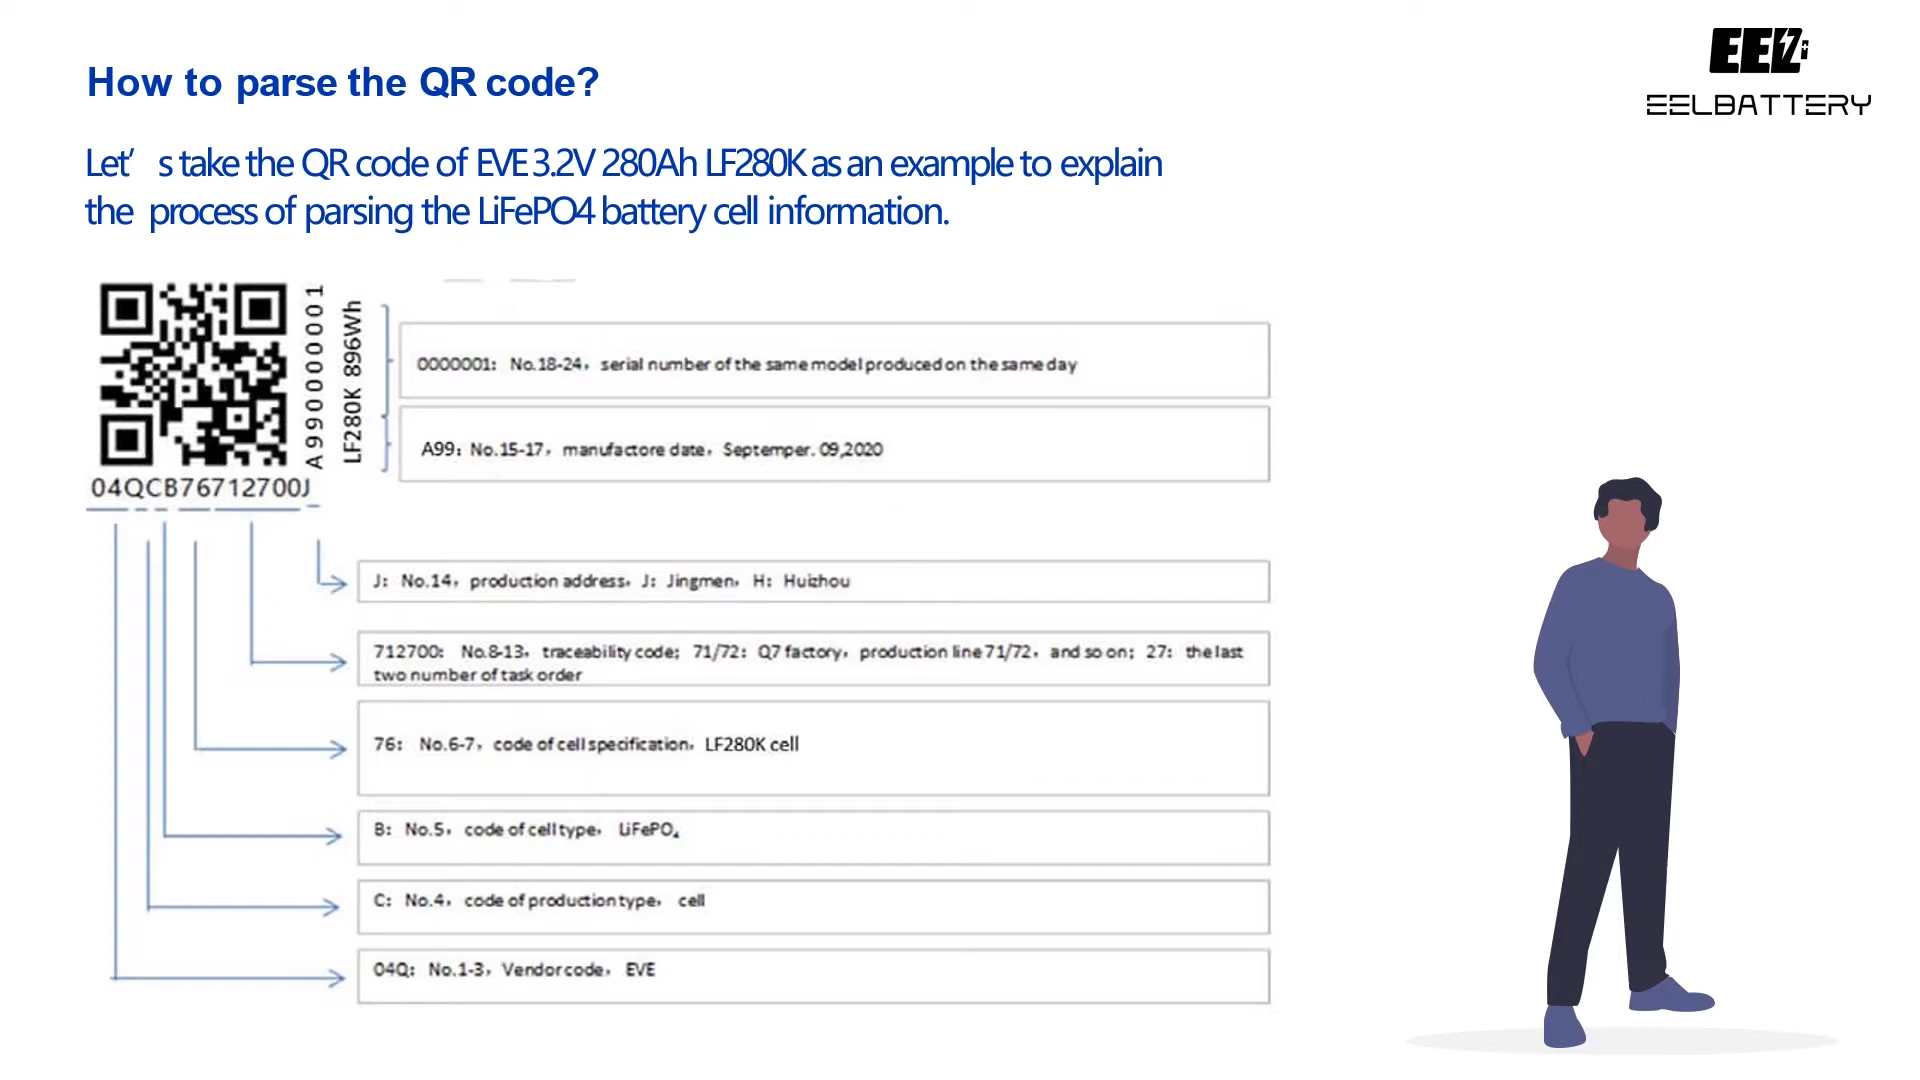 How to parse the QR code?
EEL
EELBATTERY
Let’ s take the QR code of EVE 3.2V 280Ah LF280K as an example to explain
the process of parsing the LiFePO4 battery cell information.
A990000001
LF280K 896Wh
04QCB76712700J
0000001: No.18-24, serial number of the same model produced on the same day
A99: No.15-17, manufactore date, Septemper. 09,2020
J: No.14, production address, J: Jingmen, H: Huizhou
712700: No.8-13, traceability code; 71/72: Q7 factory, production line 71/72, and so on; 27: the last
two number of task order
76: No.6-7, code of cell specification, LF280K cell
B: No.5, code of cell type, LiFePO₄
C: No.4, code of production type, cell
04Q: No.1-3, Vendor code, EVE